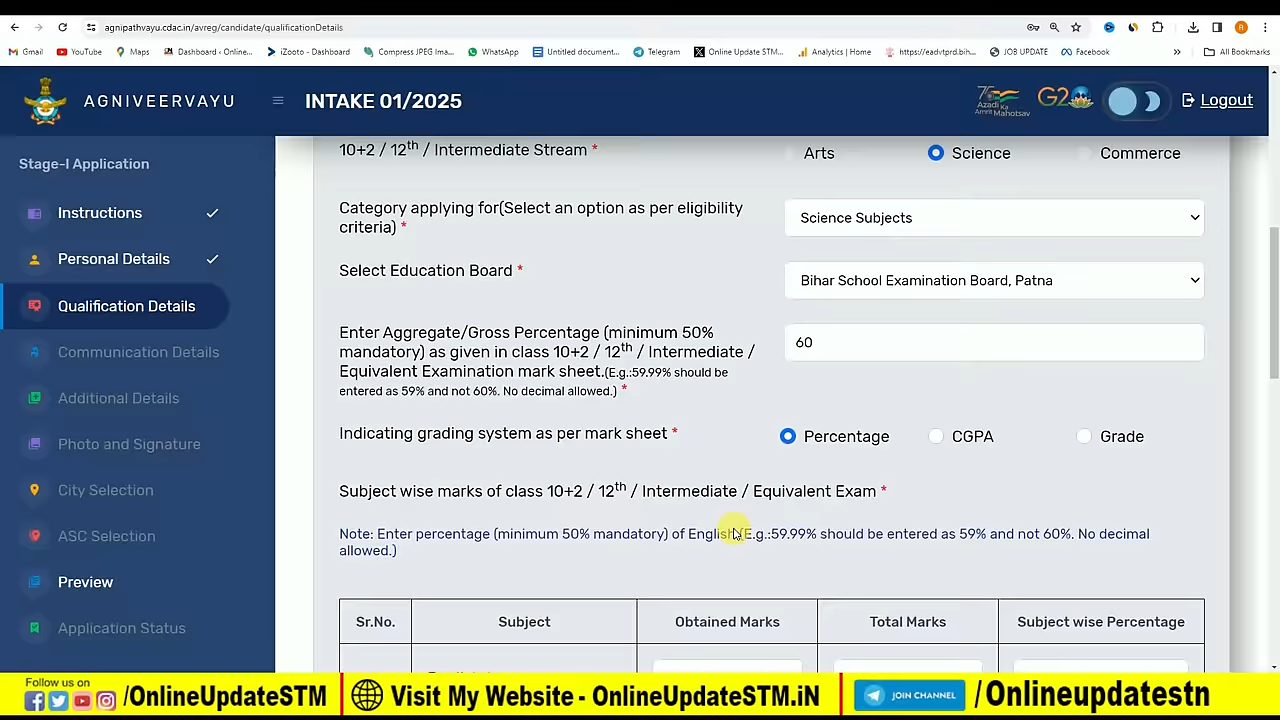 agnipathvayu.cdac.in/avreg/candidate/qualificationDetails
Gmail YouTube Maps Dashboard ‹ Online... iZooto - Dashboard Compress JPEG Ima... WhatsApp Untitled document... Telegram Online Update STM... Analytics | Home https://eadvtprd.bih... JOB UPDATE Facebook » All Bookmarks
AGNIVEERVAYU INTAKE 01/2025 Azadi Ka Amrit Mahotsav G20 Logout
Stage-I Application
Instructions
Personal Details
Qualification Details
Communication Details
Additional Details
Photo and Signature
City Selection
ASC Selection
Preview
Application Status
10+2 / 12th / Intermediate Stream * Arts Science Commerce
Category applying for(Select an option as per eligibility
criteria) * Science Subjects
Select Education Board * Bihar School Examination Board, Patna
Enter Aggregate/Gross Percentage (minimum 50%
mandatory) as given in class 10+2 / 12th / Intermediate / 60
Equivalent Examination mark sheet.(E.g.:59.99% should be
entered as 59% and not 60%. No decimal allowed.) *
Indicating grading system as per mark sheet * Percentage CGPA Grade
Subject wise marks of class 10+2 / 12th / Intermediate / Equivalent Exam *
Note: Enter percentage (minimum 50% mandatory) of English(E.g.:59.99% should be entered as 59% and not 60%. No decimal
allowed.)
Sr.No. Subject Obtained Marks Total Marks Subject wise Percentage
Follow us on
/OnlineUpdateSTM Visit My Website - OnlineUpdateSTM.iN JOIN CHANNEL /Onlineupdatestn